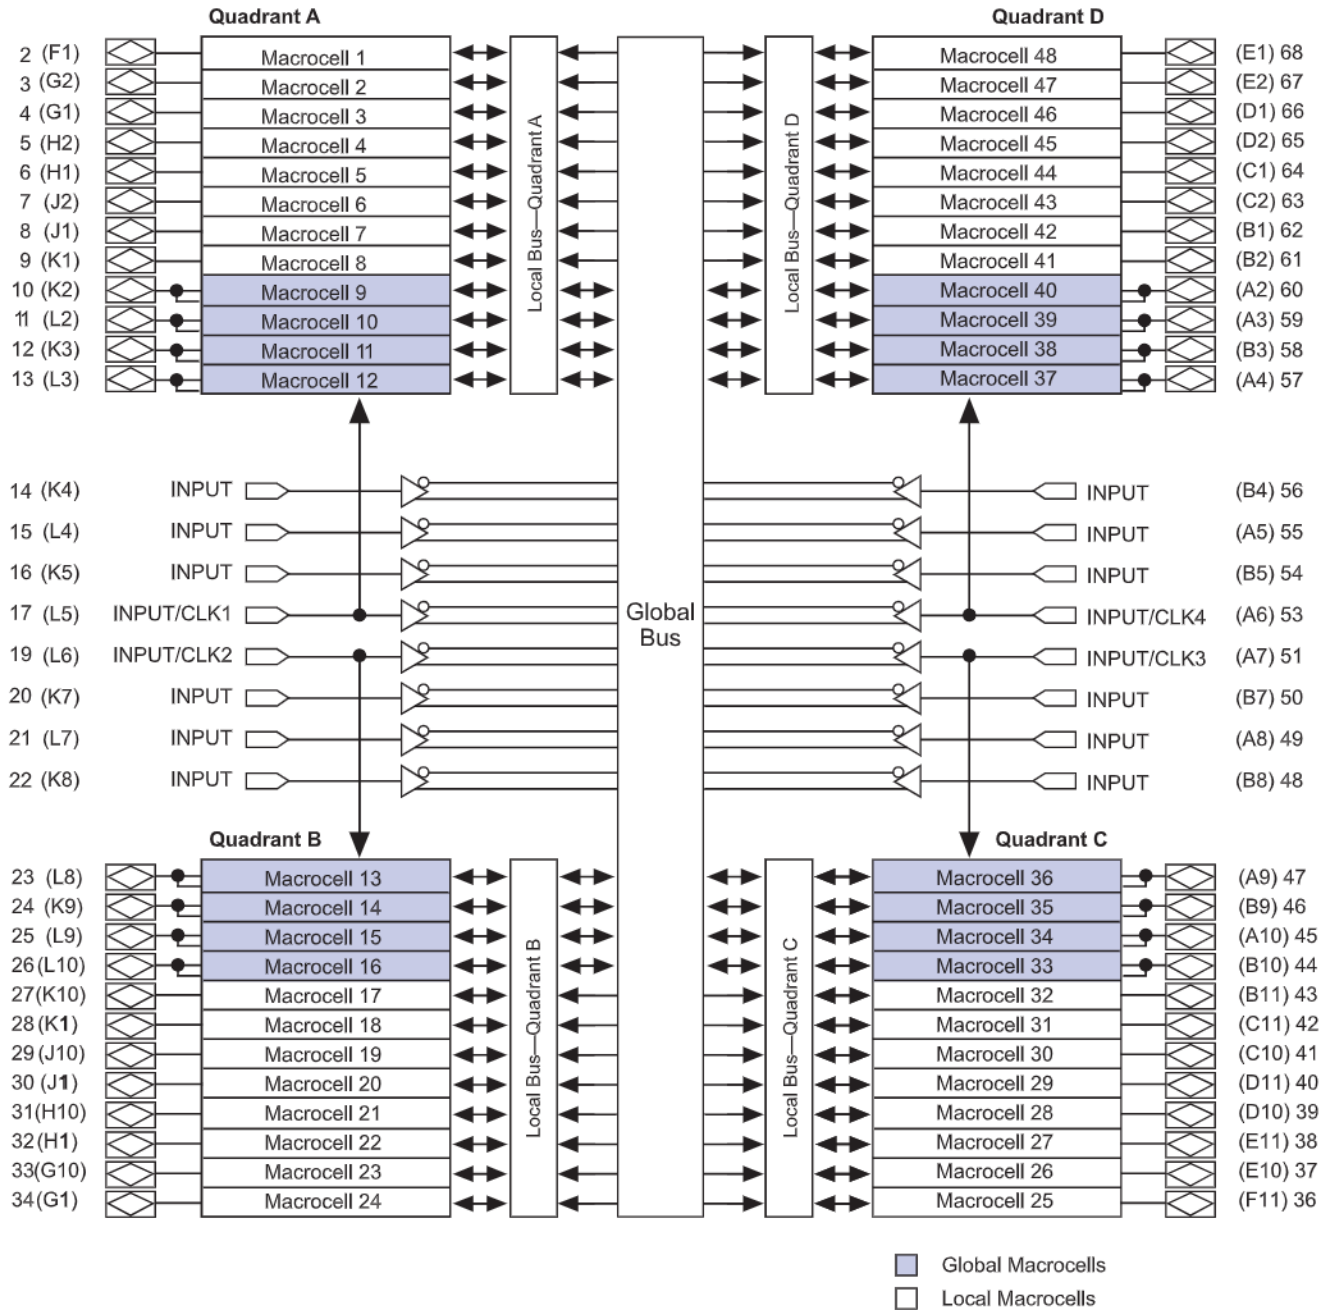 Quadrant A Quadrant D
2 (F1) Macrocell 1 Macrocell 48 (E1) 68
3 (G2) Macrocell 2 Macrocell 47 (E2) 67
4 (G1) Macrocell 3 Macrocell 46 (D1) 66
5 (H2) Macrocell 4 Macrocell 45 (D2) 65
6 (H1) Macrocell 5 Macrocell 44 (C1) 64
7 (J2) Macrocell 6 Macrocell 43 (C2) 63
8 (J1) Macrocell 7 Macrocell 42 (B1) 62
9 (K1) Macrocell 8 Macrocell 41 (B2) 61
10 (K2) Macrocell 9 Macrocell 40 (A2) 60
11 (L2) Macrocell 10 Macrocell 39 (A3) 59
12 (K3) Macrocell 11 Macrocell 38 (B3) 58
13 (L3) Macrocell 12 Macrocell 37 (A4) 57
Local Bus—Quadrant A
Local Bus—Quadrant D
14 (K4) INPUT INPUT (B4) 56
15 (L4) INPUT INPUT (A5) 55
16 (K5) INPUT INPUT (B5) 54
17 (L5) INPUT/CLK1 INPUT/CLK4 (A6) 53
Global
Bus
19 (L6) INPUT/CLK2 INPUT/CLK3 (A7) 51
20 (K7) INPUT INPUT (B7) 50
21 (L7) INPUT INPUT (A8) 49
22 (K8) INPUT INPUT (B8) 48
Quadrant B Quadrant C
23 (L8) Macrocell 13 Macrocell 36 (A9) 47
24 (K9) Macrocell 14 Macrocell 35 (B9) 46
25 (L9) Macrocell 15 Macrocell 34 (A10) 45
26 (L10) Macrocell 16 Macrocell 33 (B10) 44
27 (K10) Macrocell 17 Macrocell 32 (B11) 43
28 (K1) Macrocell 18 Macrocell 31 (C11) 42
29 (J10) Macrocell 19 Macrocell 30 (C10) 41
30 (J1) Macrocell 20 Macrocell 29 (D11) 40
31 (H10) Macrocell 21 Macrocell 28 (D10) 39
32 (H1) Macrocell 22 Macrocell 27 (E11) 38
33 (G10) Macrocell 23 Macrocell 26 (E10) 37
34 (G1) Macrocell 24 Macrocell 25 (F11) 36
Local Bus—Quadrant B
Local Bus—Quadrant C
Global Macrocells
Local Macrocells